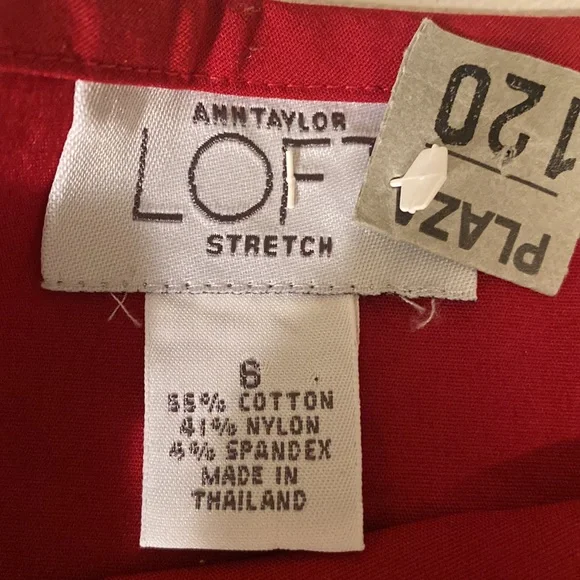 ANNTAYLOR
LOFT
STRETCH
6
55% COTTON
41% NYLON
4% SPANDEX
MADE IN
THAILAND
PLAZA
120